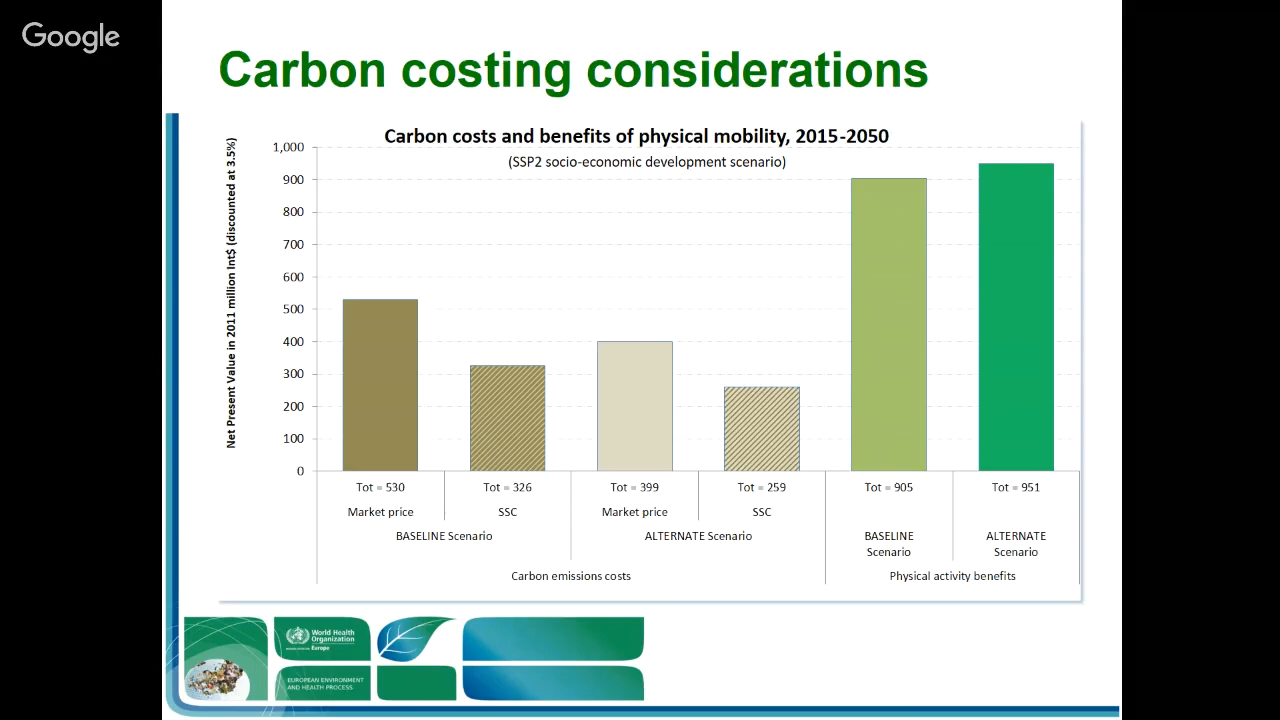 Google
Carbon costing considerations
Carbon costs and benefits of physical mobility, 2015-2050
(SSP2 socio-economic development scenario)
Net Present Value in 2011 million Int$ (discounted at 3.5%)
1,000
900
800
700
600
500
400
300
200
100
0
Tot = 530 Tot = 326 Tot = 399 Tot = 259 Tot = 905 Tot = 951
Market price SSC Market price SSC
BASELINE Scenario ALTERNATE Scenario BASELINE ALTERNATE
Scenario Scenario
Carbon emissions costs Physical activity benefits
World Health
Organization
Europe
EUROPEAN ENVIRONMENT
AND HEALTH PROCESS